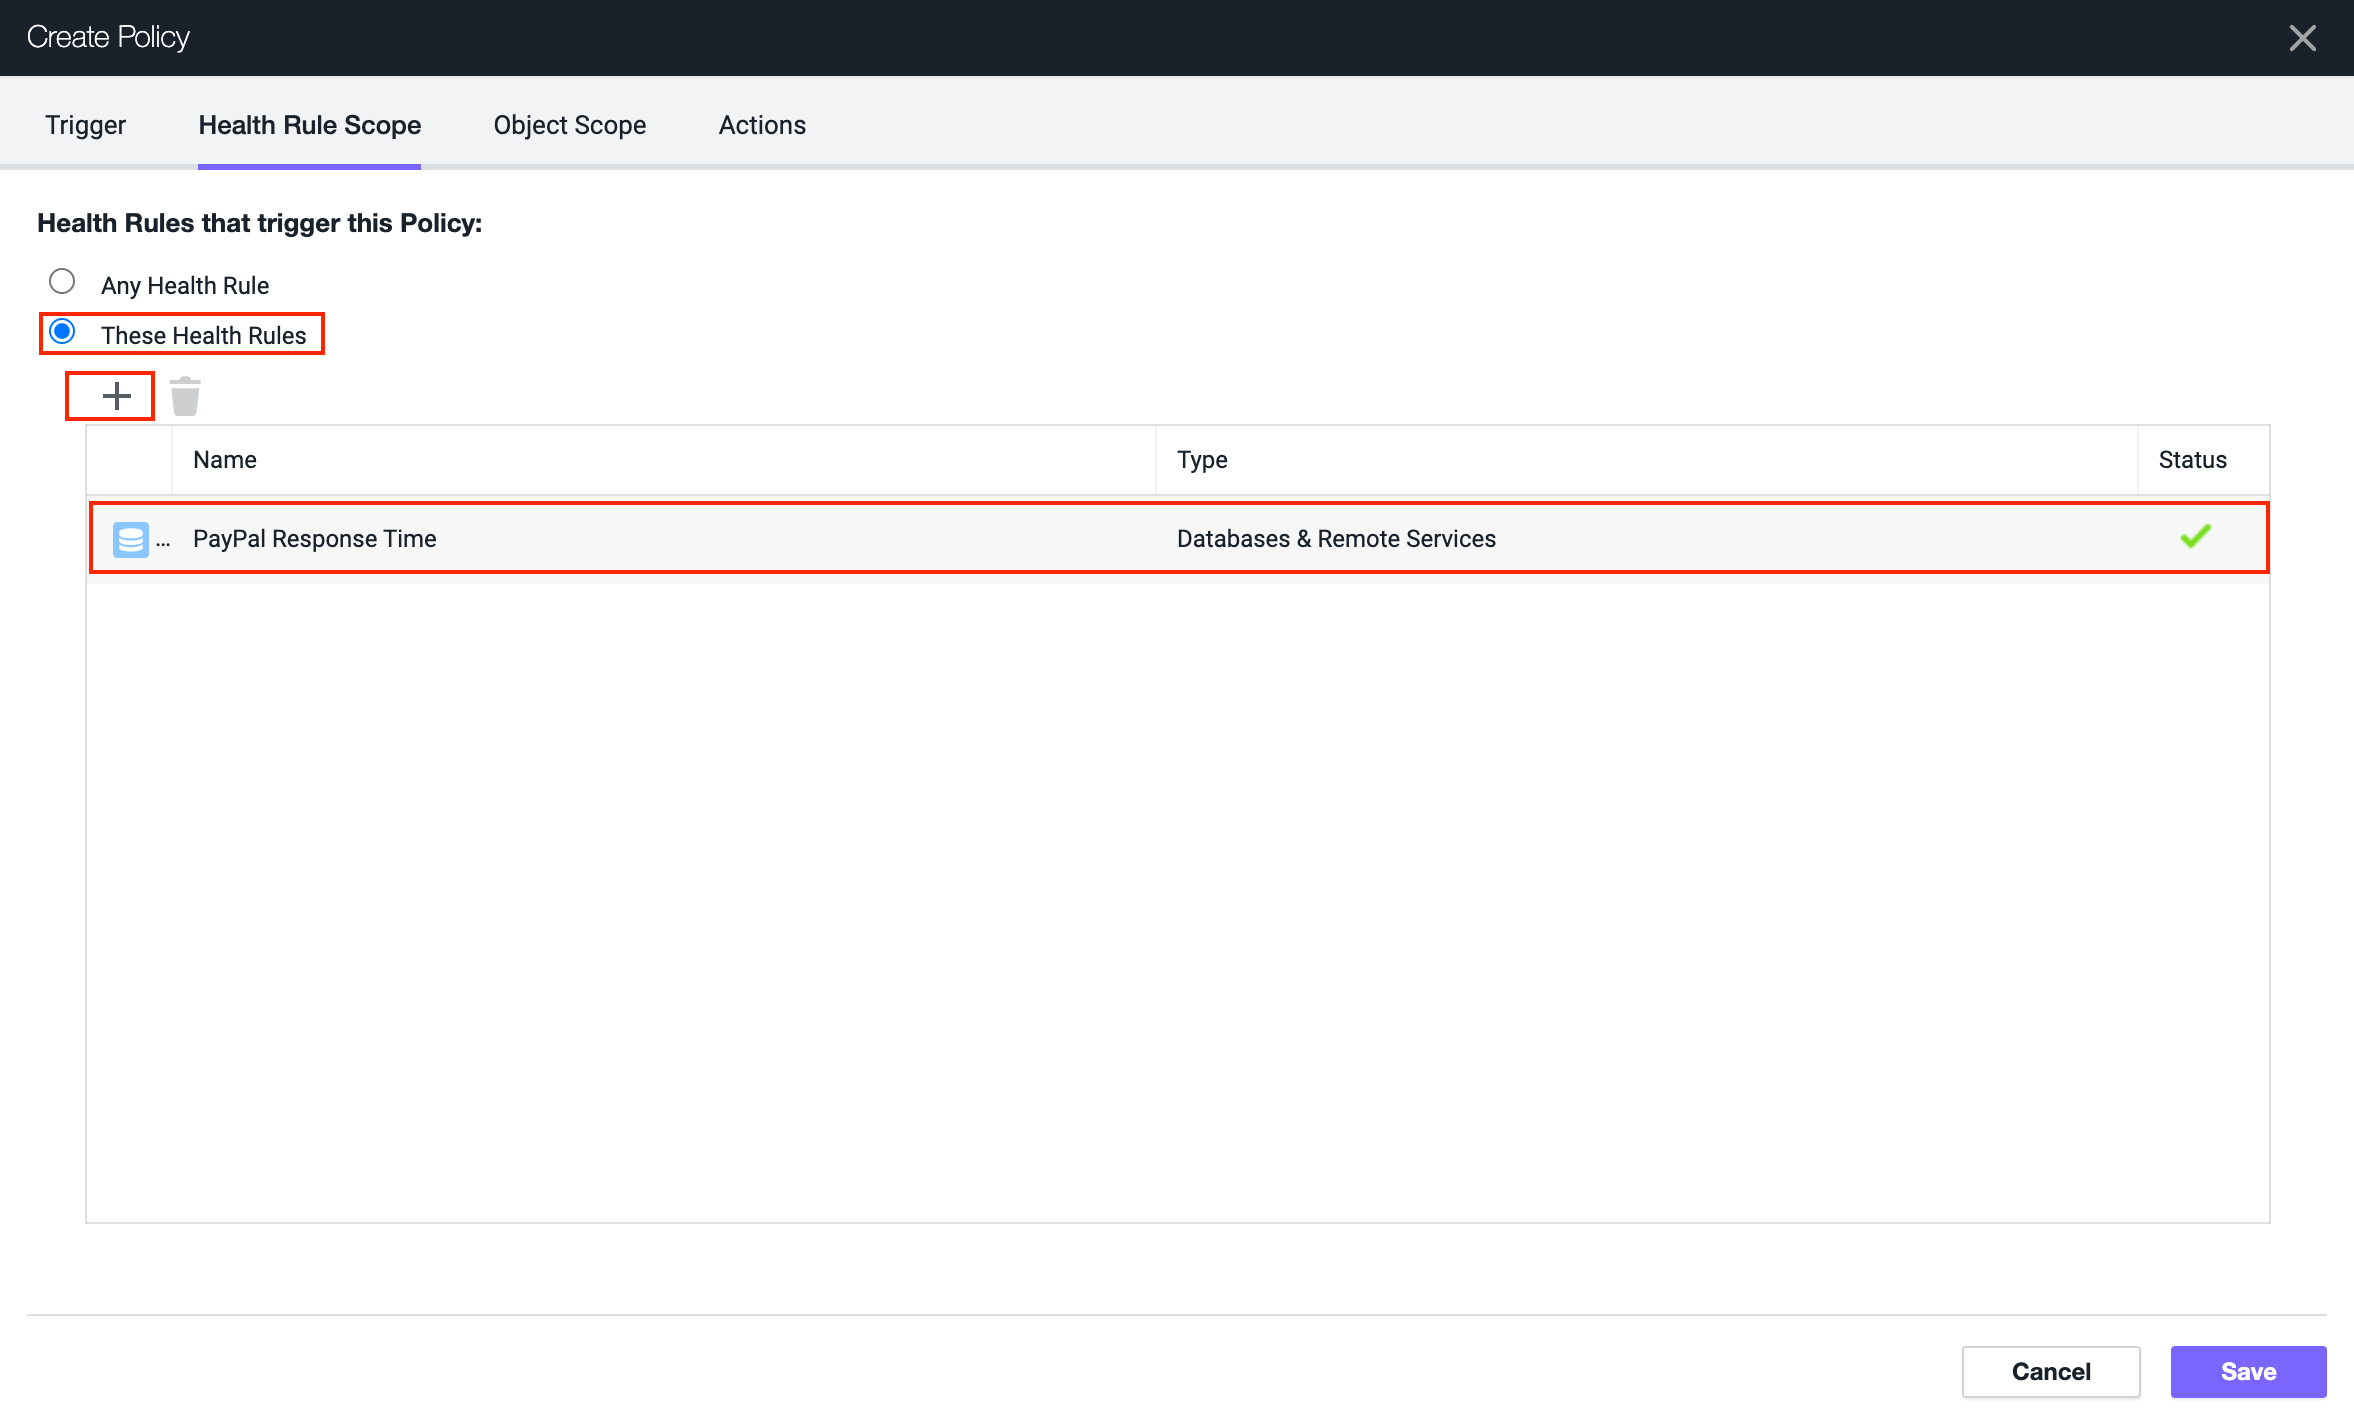 Create Policy
Trigger Health Rule Scope Object Scope Actions
Health Rules that trigger this Policy:
Any Health Rule
These Health Rules
Name Type Status
... PayPal Response Time Databases & Remote Services
Cancel Save